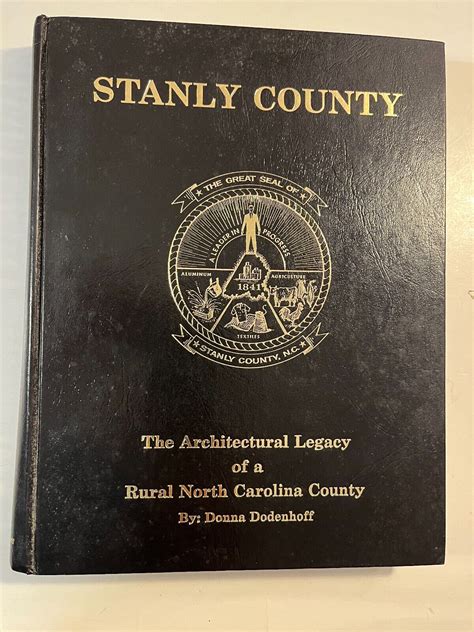 STANLY COUNTY
THE GREAT SEAL OF
A LEADER IN PROGRESS
ALUMINUM
AGRICULTURE
1841
TEXTILES
STANLY COUNTY, N.C.
The Architectural Legacy
of a
Rural North Carolina County
By: Donna Dodenhoff